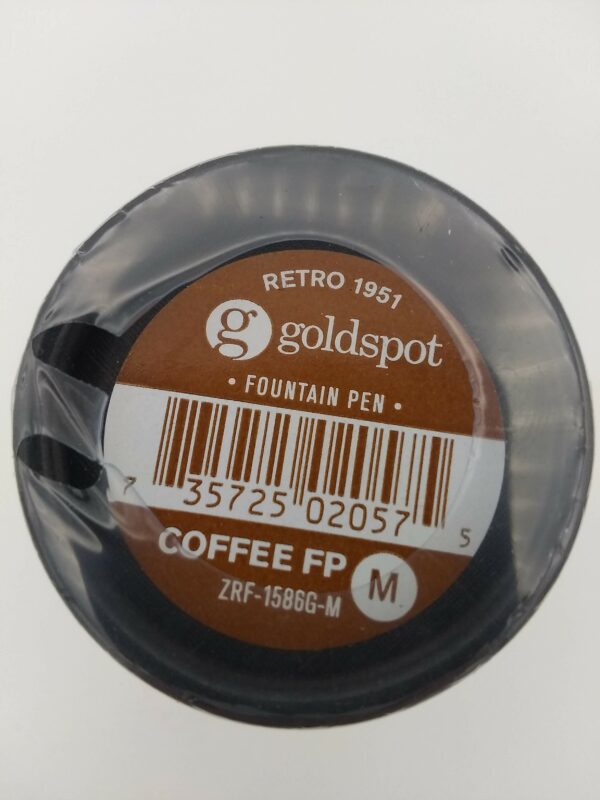 RETRO 1951
g goldspot
• FOUNTAIN PEN •
7 35725 02057 5
COFFEE FP M
ZRF-1586G-M